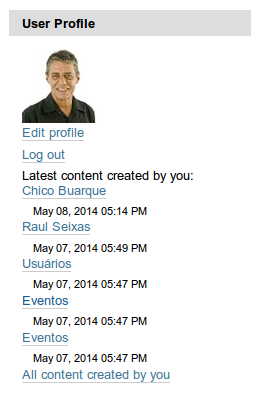 User Profile
Edit profile
Log out
Latest content created by you:
Chico Buarque
May 08, 2014 05:14 PM
Raul Seixas
May 07, 2014 05:49 PM
Usuários
May 07, 2014 05:47 PM
Eventos
May 07, 2014 05:47 PM
Eventos
May 07, 2014 05:47 PM
All content created by you